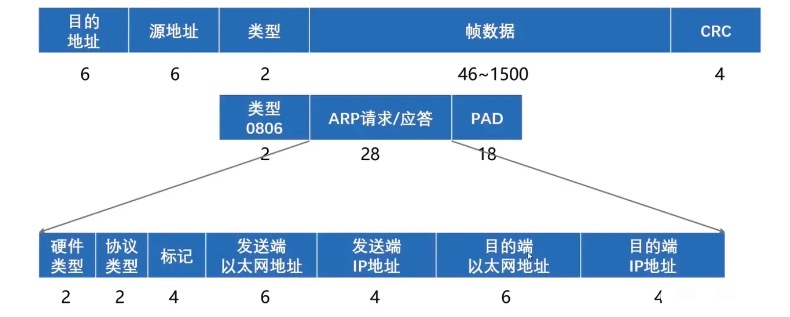 目的
地址
源地址
类型
帧数据
CRC
6
6
2
46~1500
4
类型
0806
ARP请求/应答
PAD
2
28
18
硬件
类型
协议
类型
标记
发送端
以太网地址
发送端
IP地址
目的端
以太网地址
目的端
IP地址
2
2
4
6
4
6
4